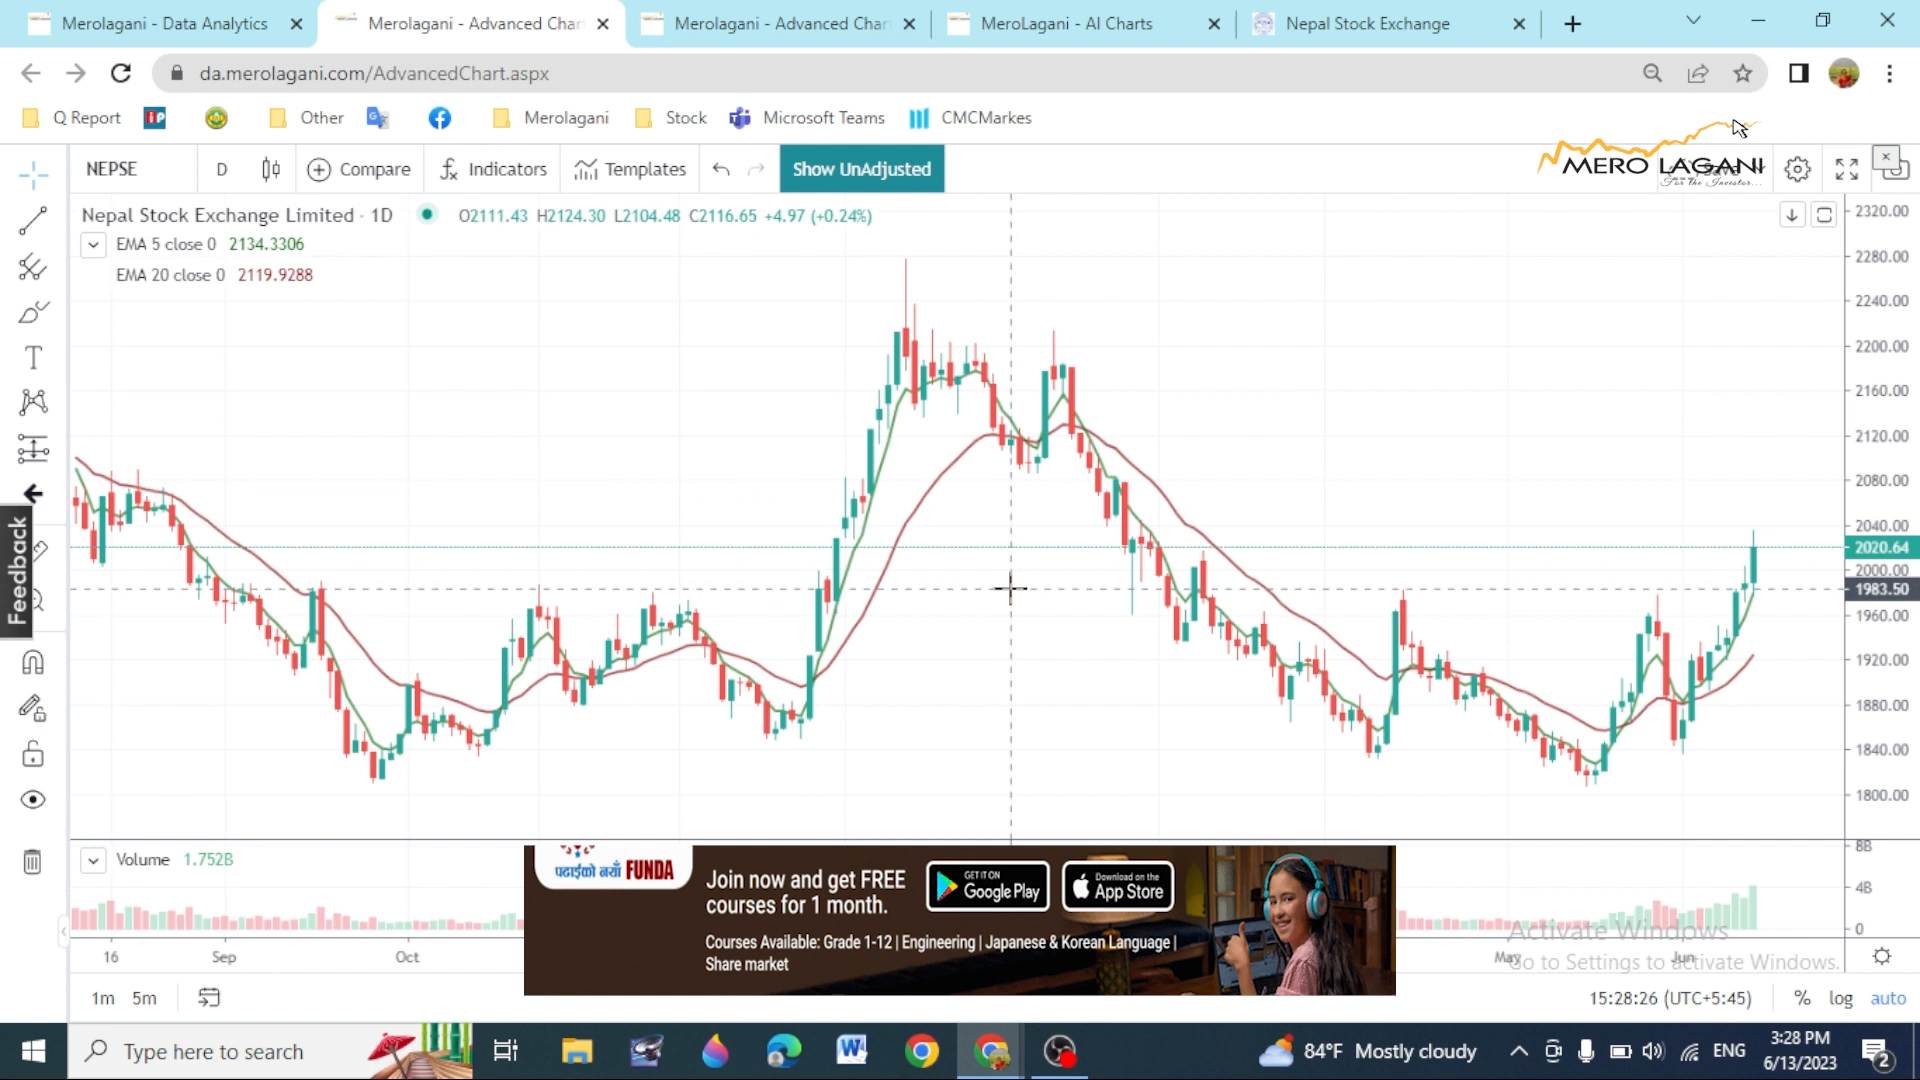 Merolagani - Data Analytics
Merolagani - Advanced Char
Merolagani - Advanced Char
MeroLagani - AI Charts
Nepal Stock Exchange
da.merolagani.com/AdvancedChart.aspx
Q Report
Other
Merolagani
Stock
Microsoft Teams
CMCMarkes
NEPSE
D
Compare
Indicators
Templates
Show UnAdjusted
MERO LAGANI
For the Investor...
Nepal Stock Exchange Limited · 1D
O2111.43 H2124.30 L2104.48 C2116.65 +4.97 (+0.24%)
EMA 5 close 0 2134.3306
EMA 20 close 0 2119.9288
2320.00
2280.00
2240.00
2200.00
2160.00
2120.00
2080.00
2040.00
2020.64
2000.00
1983.50
1960.00
1920.00
1880.00
1840.00
1800.00
Feedback
Volume 1.752B
8B
4B
0
पढाईको नयाँ FUNDA
Join now and get FREE
courses for 1 month.
GET IT ON
Google Play
Download on the
App Store
Courses Available: Grade 1-12 | Engineering | Japanese & Korean Language |
Share market
16
Sep
Oct
May
Jun
Activate Windows
Go to Settings to activate Windows.
1m
5m
15:28:26 (UTC+5:45)
%
log
auto
Type here to search
84°F Mostly cloudy
ENG
3:28 PM
6/13/2023
2